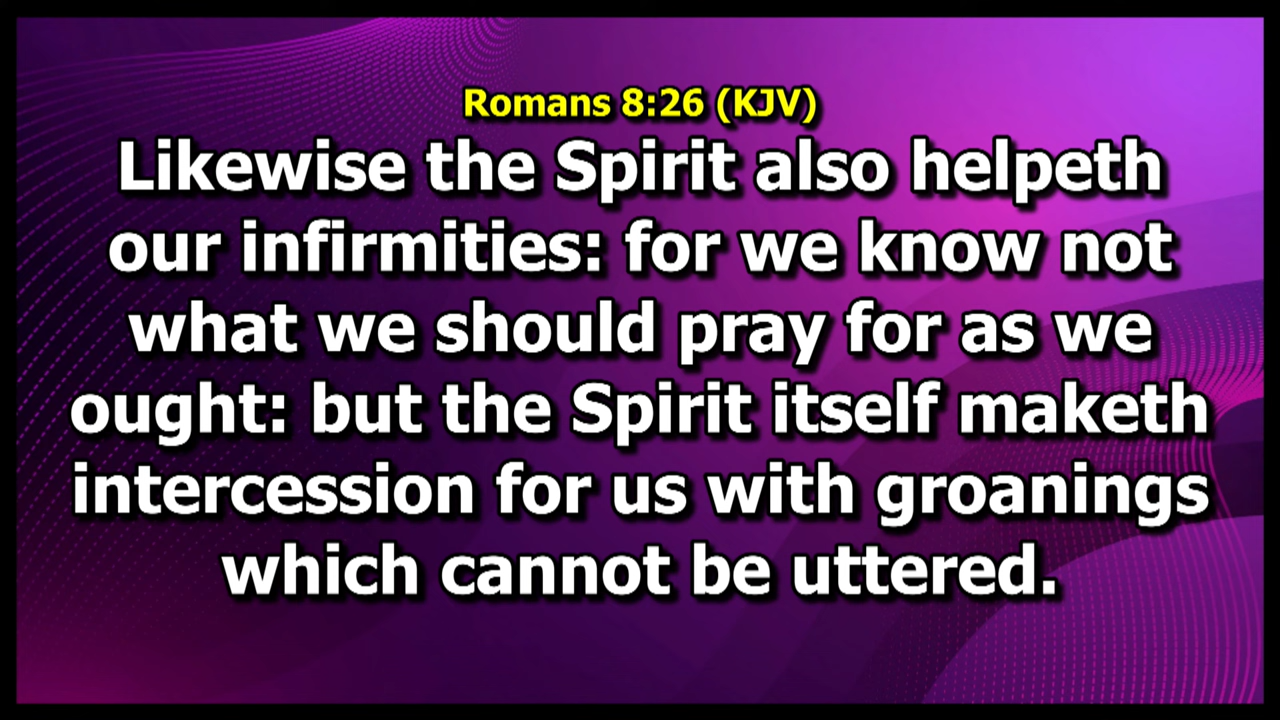 Romans 8:26 (KJV)
Likewise the Spirit also helpeth
our infirmities: for we know not
what we should pray for as we
ought: but the Spirit itself maketh
intercession for us with groanings
which cannot be uttered.